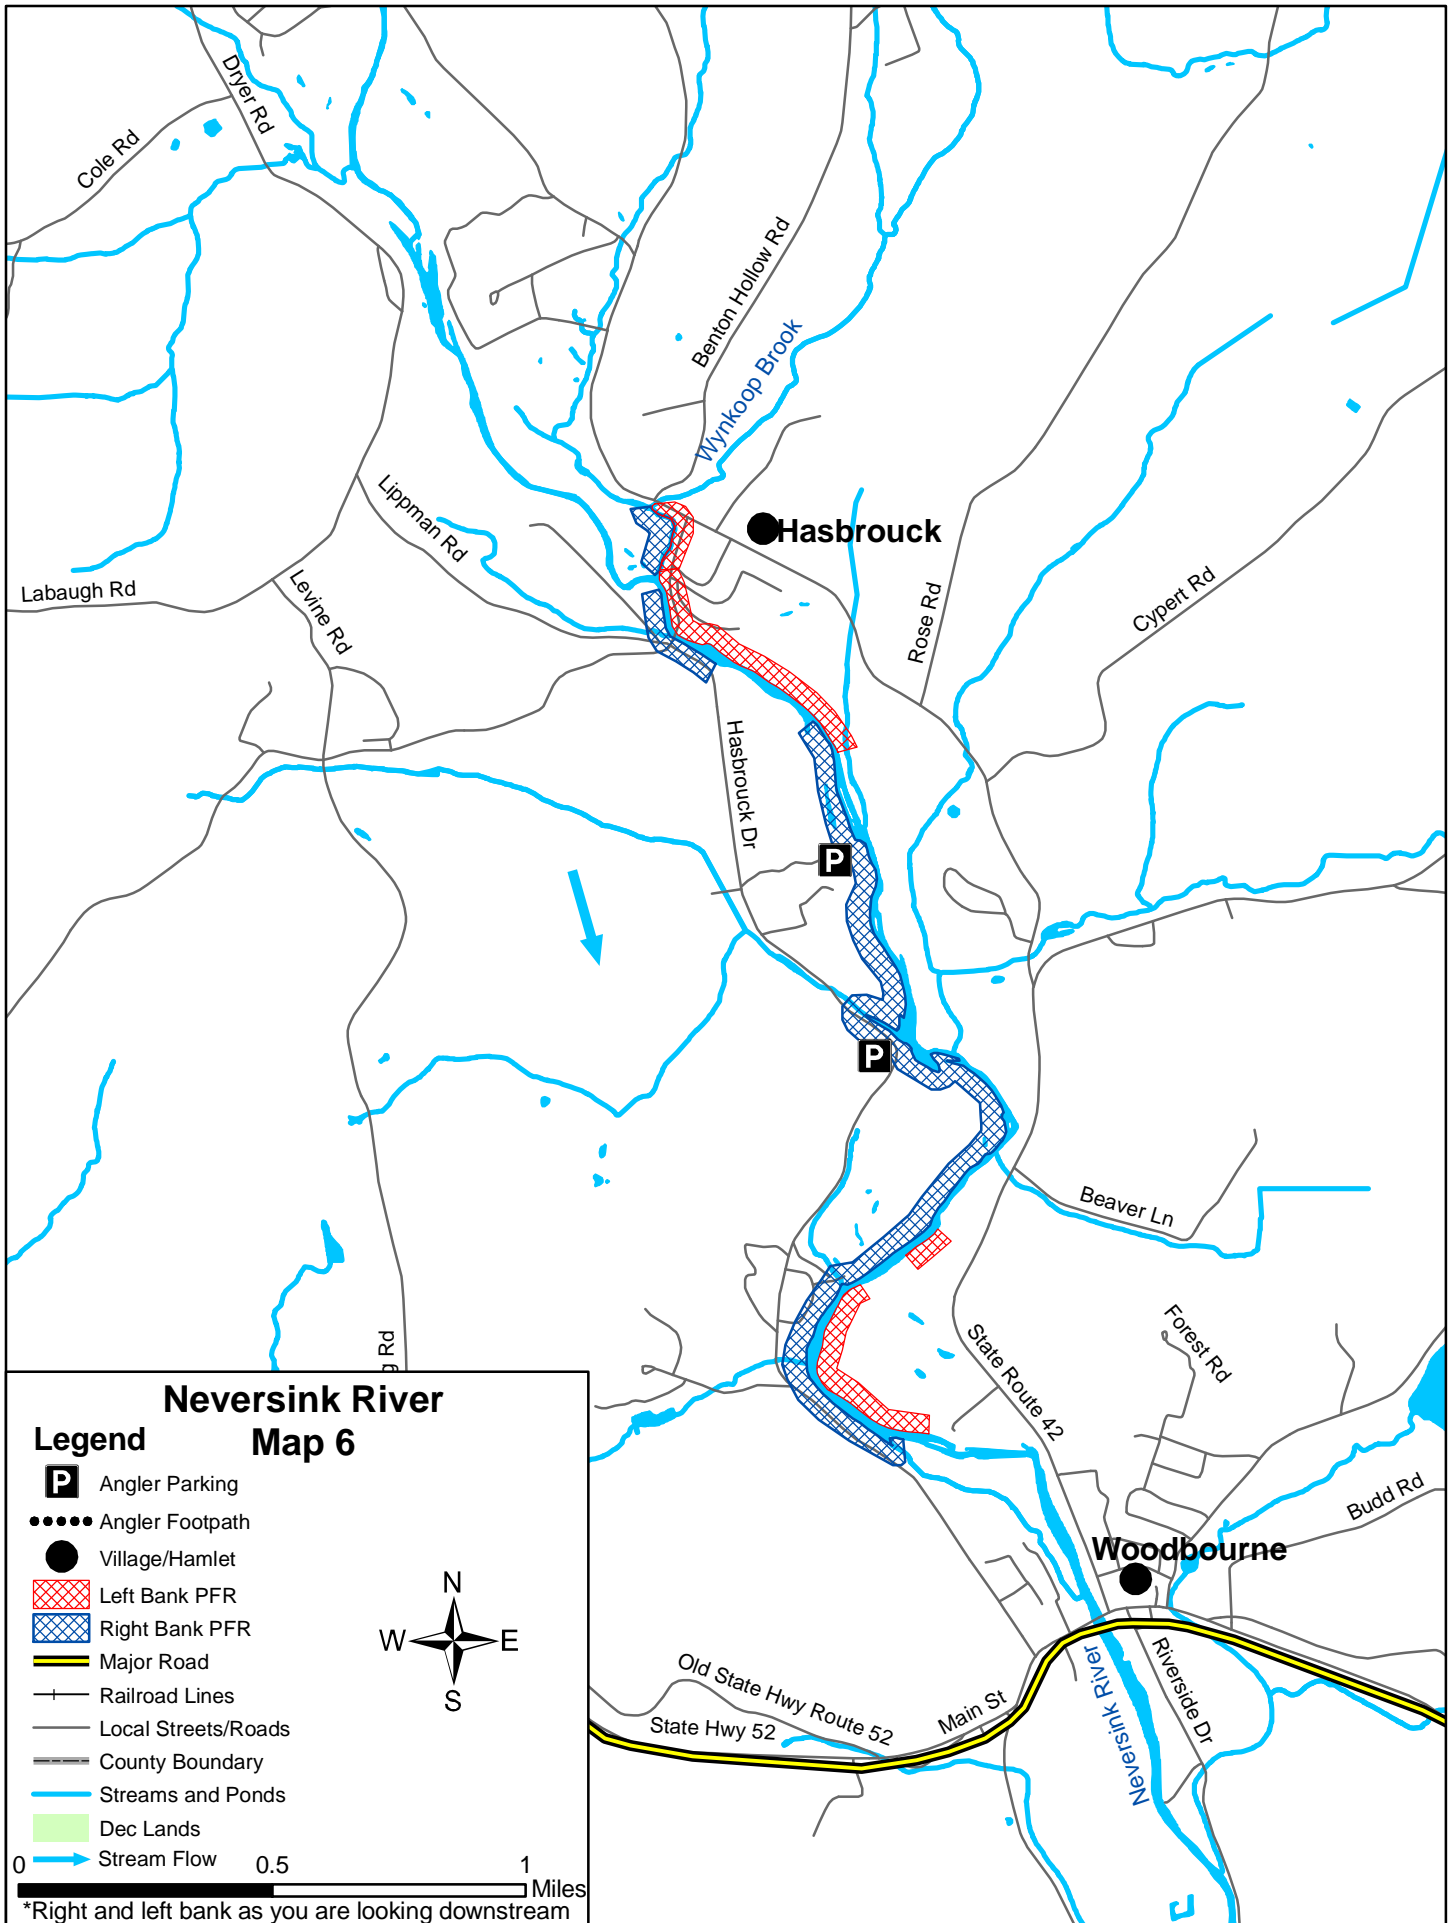 Dryer Rd
Cole Rd
Benton Hollow Rd
Wynkoop Brook
Hasbrouck
Lippman Rd
Labaugh Rd
Levine Rd
Rose Rd
Cypert Rd
Hasbrouck Dr
P
P
Beaver Ln
State Route 42
Forest Rd
g Rd
Budd Rd
Woodbourne
Old State Hwy Route 52
State Hwy 52
Main St
Neversink River
Riverside Dr
Neversink River
Map 6
Legend
P Angler Parking
Angler Footpath
Village/Hamlet
Left Bank PFR
Right Bank PFR
Major Road
Railroad Lines
Local Streets/Roads
County Boundary
Streams and Ponds
Dec Lands
Stream Flow
N
W E
S
0 0.5 1
Miles
*Right and left bank as you are looking downstream